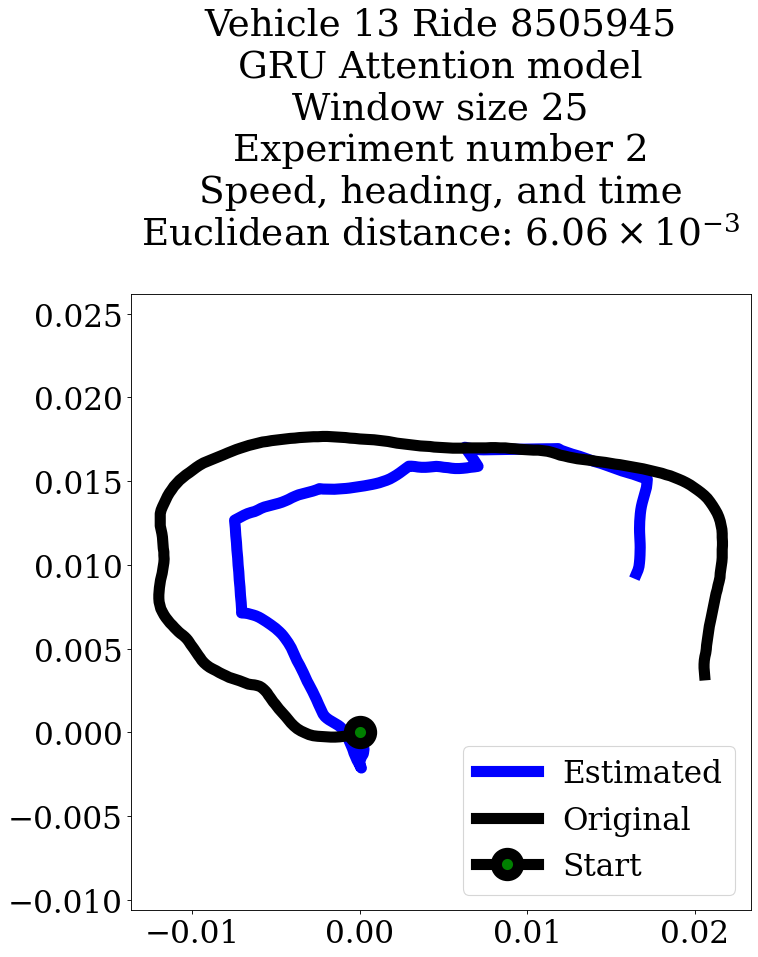 Vehicle 13 Ride 8505945
GRU Attention model
Window size 25
Experiment number 2
Speed, heading, and time
Euclidean distance: 6.06 × 10⁻³
0.025
0.020
0.015
0.010
0.005
0.000
−0.005
−0.010
−0.01 0.00 0.01 0.02
Estimated
Original
Start